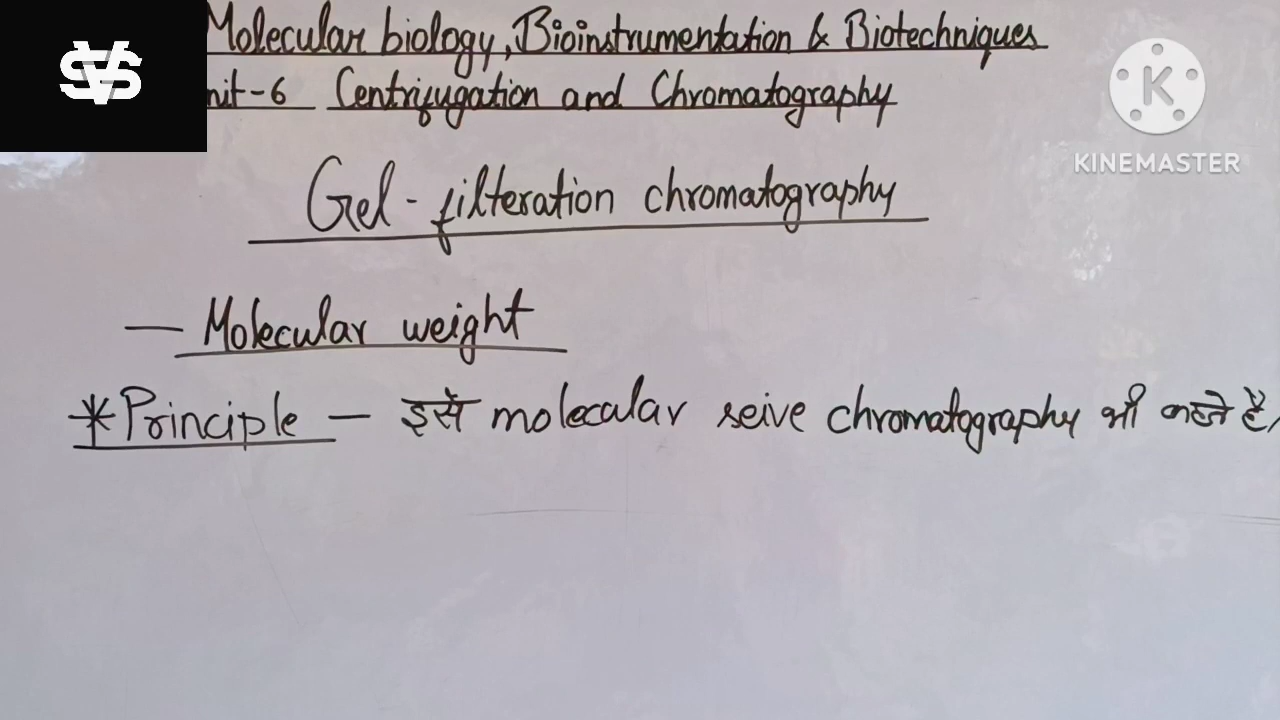 Molecular biology, Bioinstrumentation & Biotechniques
nit-6 Centrifugation and Chromatography
KINEMASTER
Gel-filteration chromatography
— Molecular weight
*Principle — इसे molecalar seive chromatography भी कहते हैं,